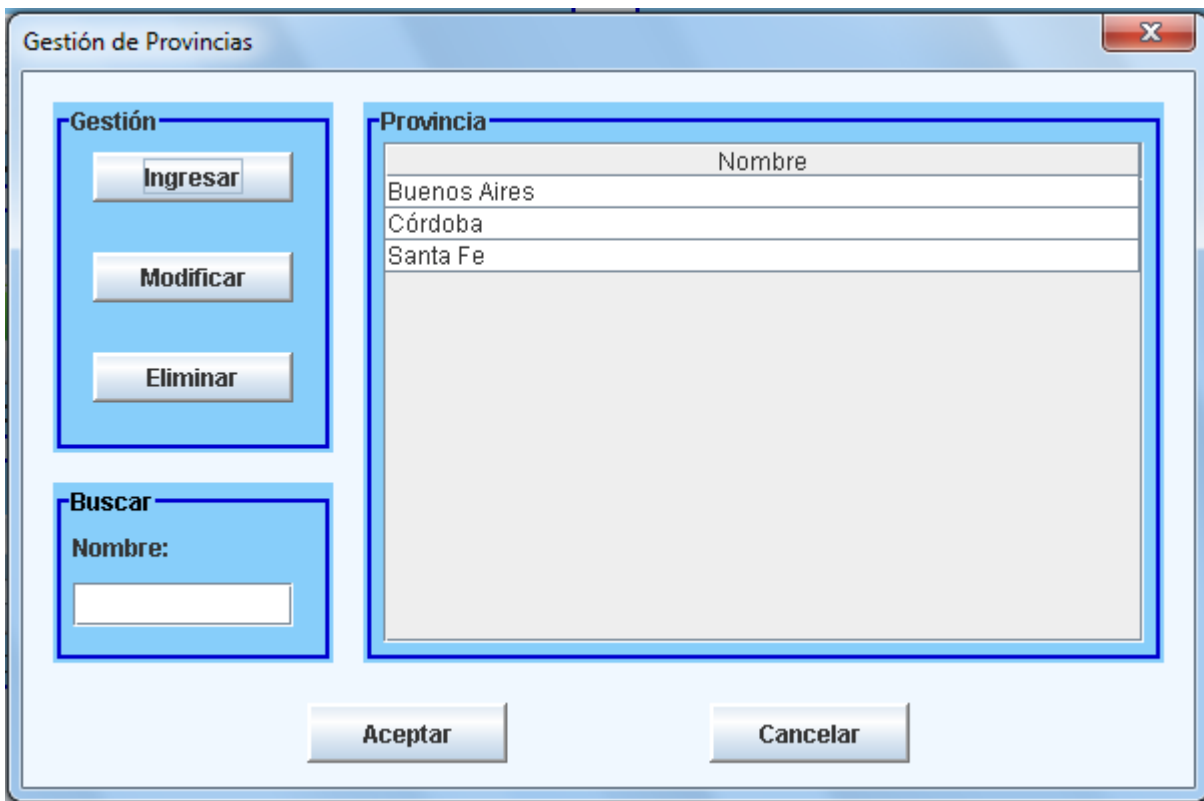 Gestión de Provincias
Gestión
Ingresar
Modificar
Eliminar
Buscar
Nombre:
Provincia
Nombre
Buenos Aires
Córdoba
Santa Fe
Aceptar
Cancelar